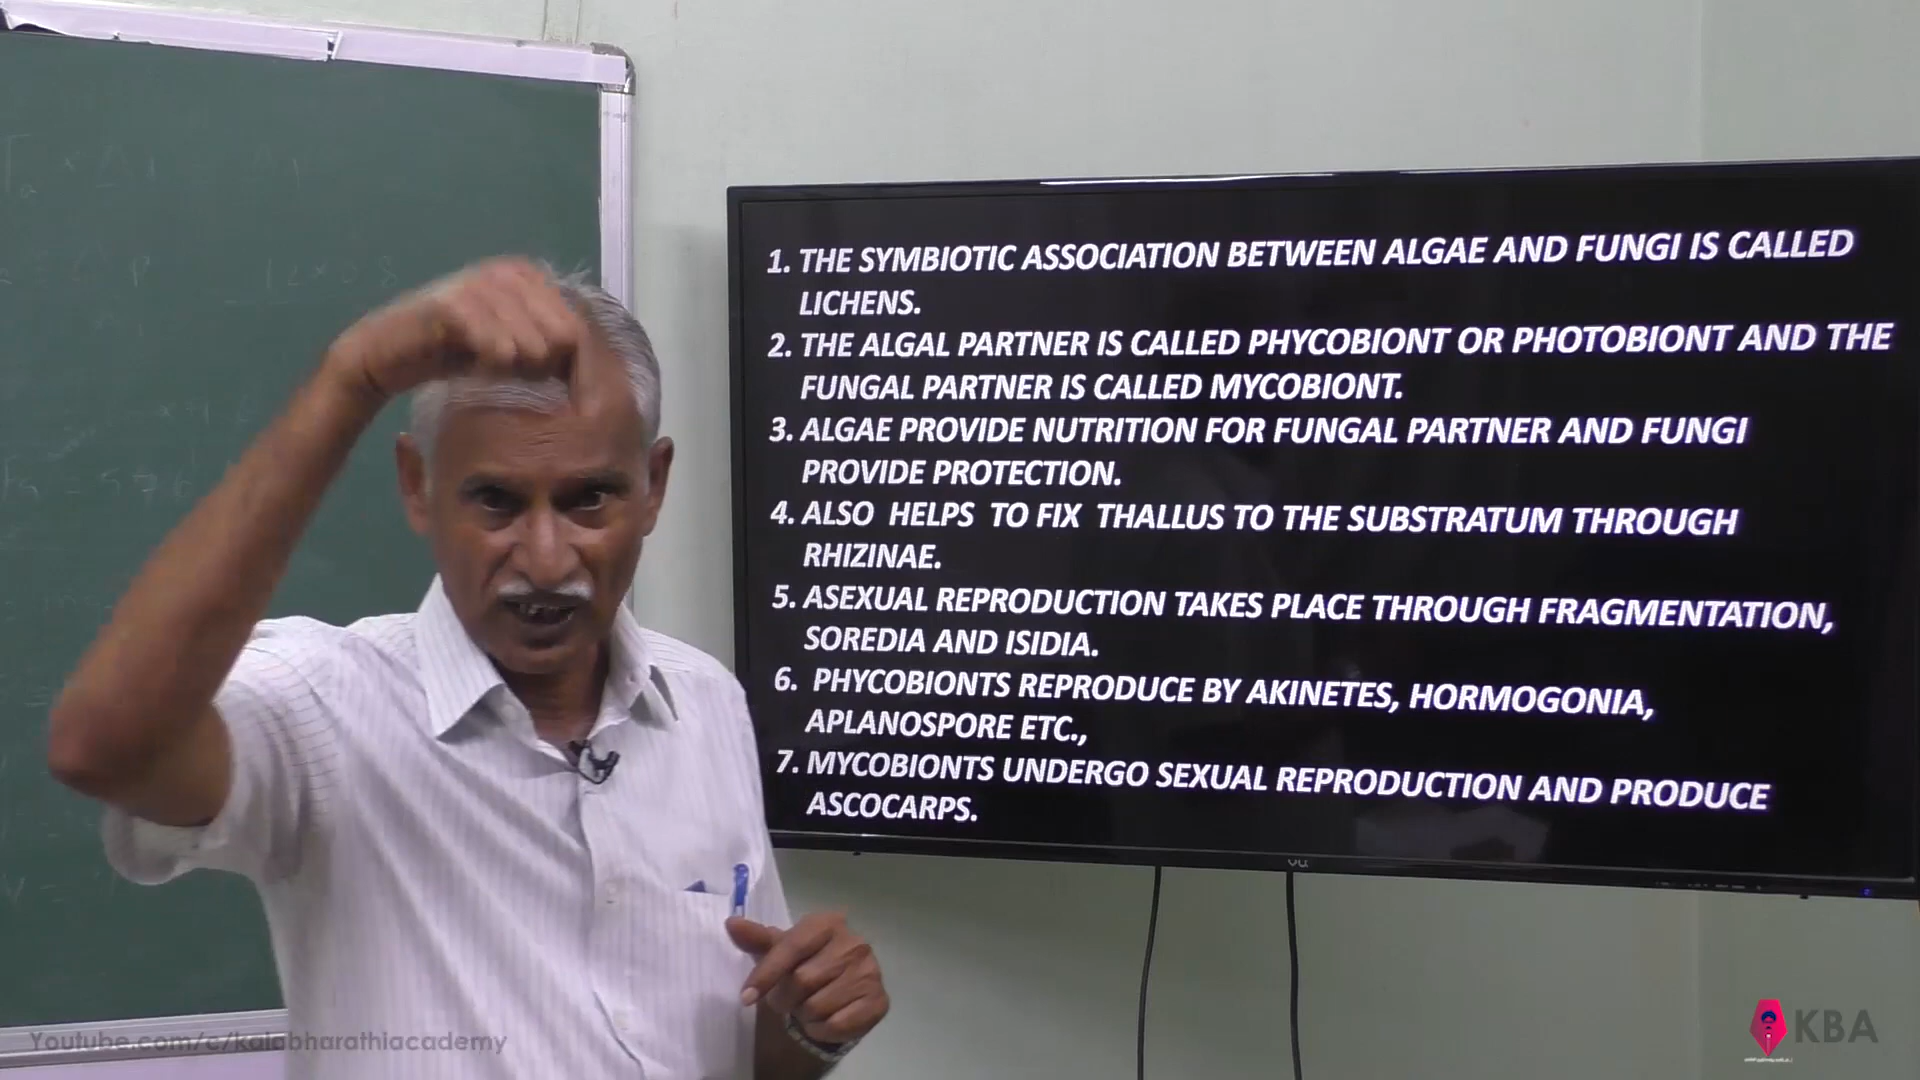 1. THE SYMBIOTIC ASSOCIATION BETWEEN ALGAE AND FUNGI IS CALLED
LICHENS.
2. THE ALGAL PARTNER IS CALLED PHYCOBIONT OR PHOTOBIONT AND THE
FUNGAL PARTNER IS CALLED MYCOBIONT.
3. ALGAE PROVIDE NUTRITION FOR FUNGAL PARTNER AND FUNGI
PROVIDE PROTECTION.
4. ALSO HELPS TO FIX THALLUS TO THE SUBSTRATUM THROUGH
RHIZINAE.
5. ASEXUAL REPRODUCTION TAKES PLACE THROUGH FRAGMENTATION,
SOREDIA AND ISIDIA.
6. PHYCOBIONTS REPRODUCE BY AKINETES, HORMOGONIA,
APLANOSPORE ETC.,
7. MYCOBIONTS UNDERGO SEXUAL REPRODUCTION AND PRODUCE
ASCOCARPS.
Youtube.com/c/kalabharathiacademy
KBA